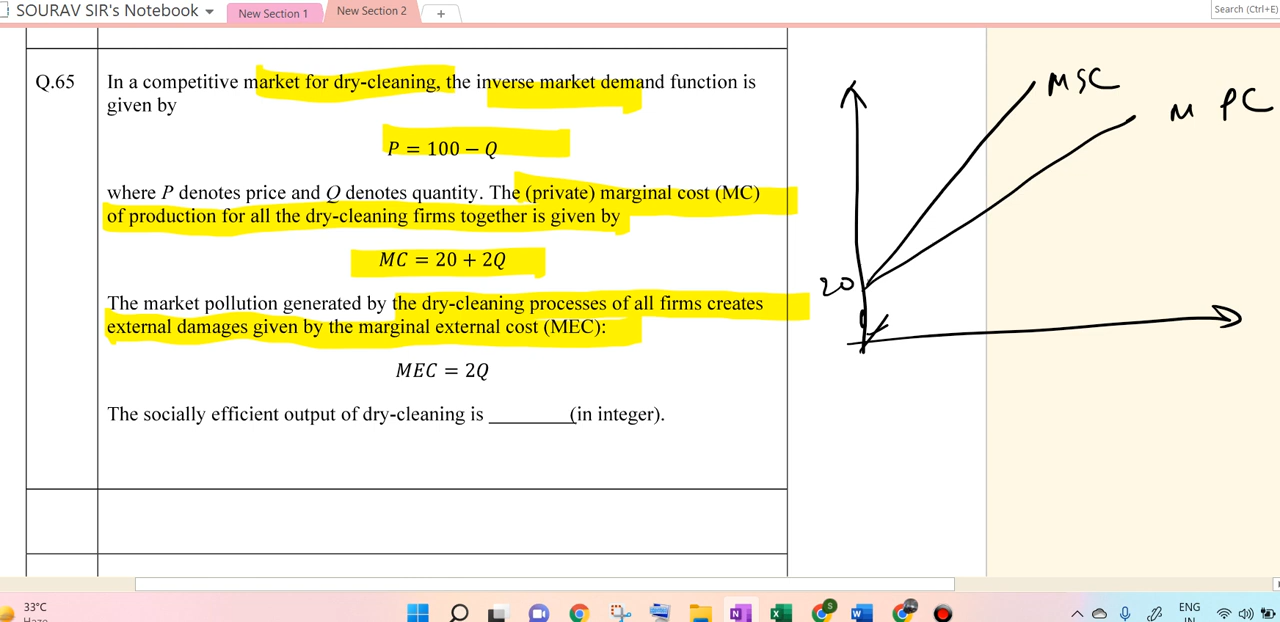 SOURAV SIR's Notebook
New Section 1
New Section 2
+
Search (Ctrl+E)
Q.65
In a competitive market for dry-cleaning, the inverse market demand function is
given by
P = 100 − Q
where P denotes price and Q denotes quantity. The (private) marginal cost (MC)
of production for all the dry-cleaning firms together is given by
MC = 20 + 2Q
The market pollution generated by the dry-cleaning processes of all firms creates
external damages given by the marginal external cost (MEC):
MEC = 2Q
The socially efficient output of dry-cleaning is ________(in integer).
MSC
M PC
20
33°C
Haze
ENG
IN